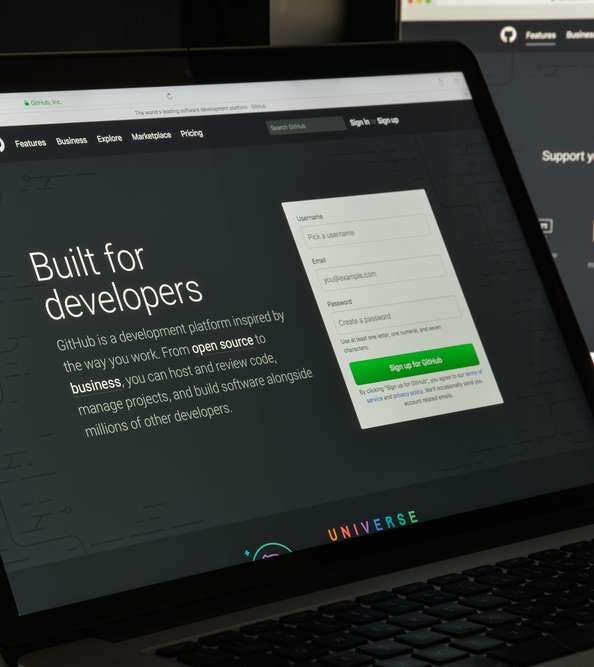 GitHub, Inc.
The world's leading software development platform · GitHub
Features Business Explore Marketplace Pricing
Search GitHub
Sign in or Sign up
Built for
developers
GitHub is a development platform inspired by
the way you work. From open source to
business, you can host and review code,
manage projects, and build software alongside
millions of other developers.
Username
Pick a username
Email
you@example.com
Password
Create a password
Use at least one letter, one numeral, and seven
characters.
Sign up for GitHub
By clicking "Sign up for GitHub", you agree to our terms of
service and privacy policy. We'll occasionally send you
account related emails.
UNIVERSE
Features Business
Support y